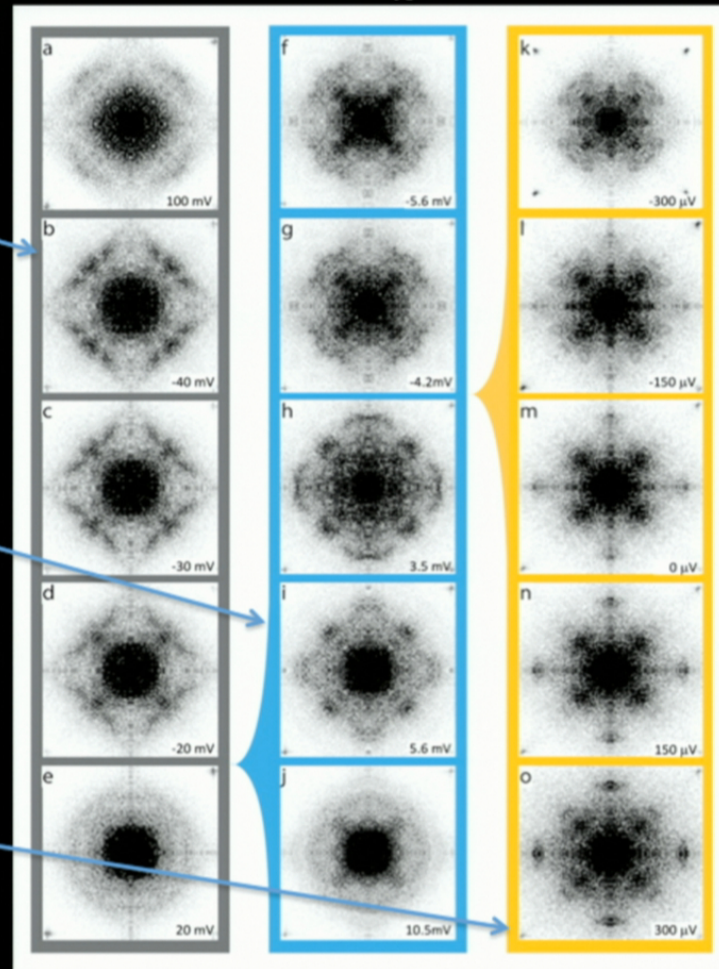 a
100 mV
b
-40 mV
c
-30 mV
d
-20 mV
e
20 mV
f
-5.6 mV
g
-4.2mV
h
3.5 mV
i
5.6 mV
j
10.5mV
k
-300 µV
l
-150 µV
m
0 µV
n
150 µV
o
300 µV